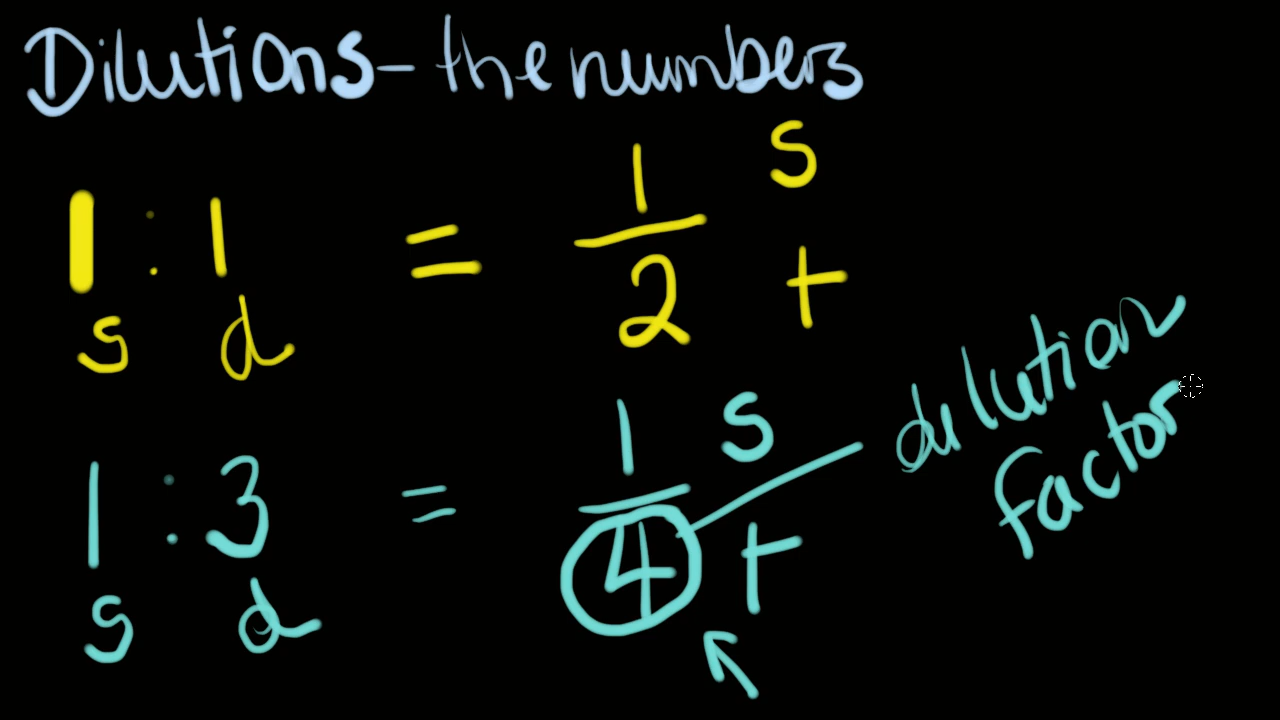 Dilutions - the numbers
1 : 1 = 1/2 s t
s d
1 : 3 = 1/4 s t
s d
dilution
factor